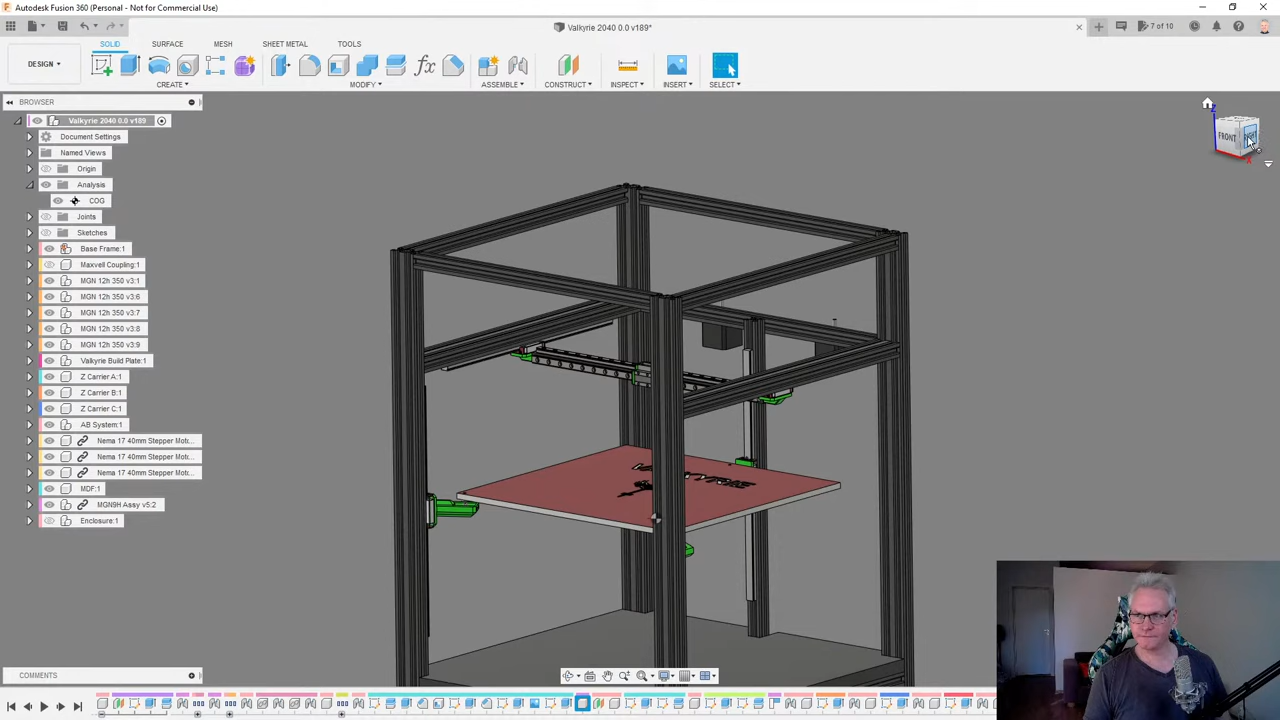 Autodesk Fusion 360 (Personal - Not for Commercial Use)
Valkyrie 2040 0.0 v189*
7 of 10
DESIGN
SOLID
SURFACE
MESH
SHEET METAL
TOOLS
CREATE
MODIFY
ASSEMBLE
CONSTRUCT
INSPECT
INSERT
SELECT
BROWSER
Valkyrie 2040 0.0 v189
Document Settings
Named Views
Origin
Analysis
COG
Joints
Sketches
Base Frame:1
Maxvell Coupling:1
MGN 12h 350 v3:1
MGN 12h 350 v3:6
MGN 12h 350 v3:7
MGN 12h 350 v3:8
MGN 12h 350 v3:9
Valkyrie Build Plate:1
Z Carrier A:1
Z Carrier B:1
Z Carrier C:1
AB System:1
Nema 17 40mm Stepper Motc...
Nema 17 40mm Stepper Motc...
Nema 17 40mm Stepper Motc...
MDF:1
MGN9H Assy v5:2
Enclosure:1
Z
FRONT
X
COMMENTS